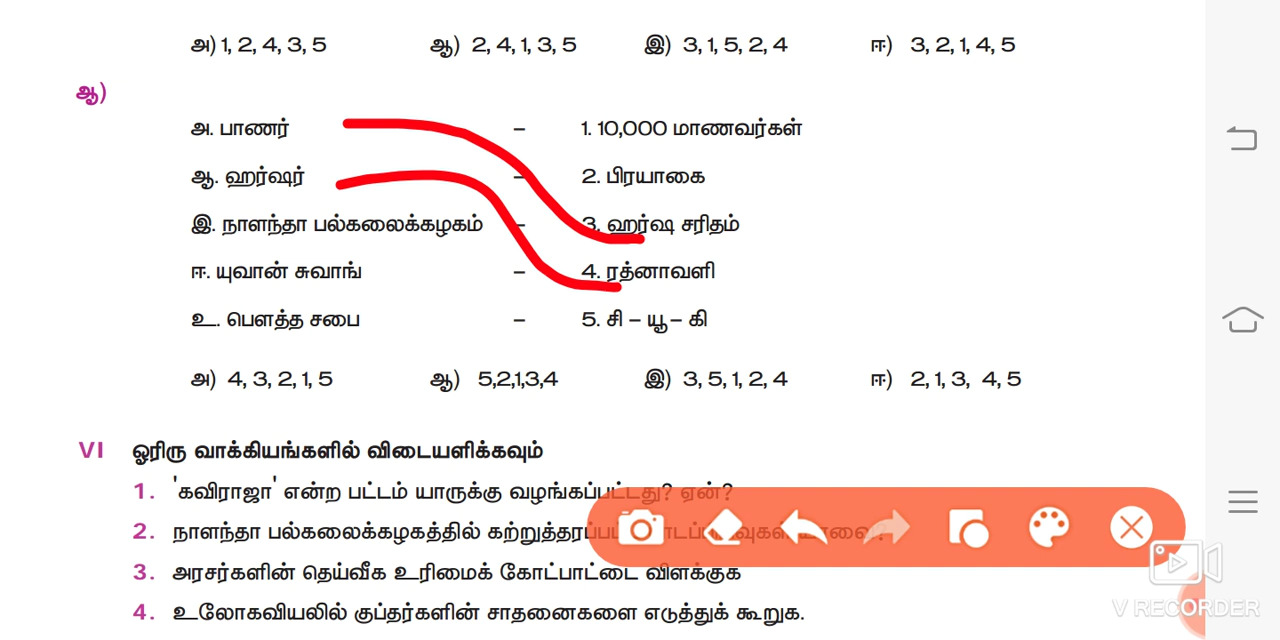 அ) 1, 2, 4, 3, 5 ஆ) 2, 4, 1, 3, 5 இ) 3, 1, 5, 2, 4 ஈ) 3, 2, 1, 4, 5
ஆ)
அ. பாணர் – 1. 10,000 மாணவர்கள்
ஆ. ஹர்ஷர் – 2. பிரயாகை
இ. நாளந்தா பல்கலைக்கழகம் – 3. ஹர்ஷ சரிதம்
ஈ. யுவான் சுவாங் – 4. ரத்னாவளி
உ. பௌத்த சபை – 5. சி – யூ – கி
அ) 4, 3, 2, 1, 5 ஆ) 5,2,1,3,4 இ) 3, 5, 1, 2, 4 ஈ) 2, 1, 3, 4, 5
VI ஓரிரு வாக்கியங்களில் விடையளிக்கவும்
1. 'கவிராஜா' என்ற பட்டம் யாருக்கு வழங்கப்பட்டது? ஏன்?
2. நாளந்தா பல்கலைக்கழகத்தில்
3. அரசர்களின் தெய்வீக உரிமைக் கோட்பாட்டை விளக்குக
4. உலோகவியலில் குப்தர்களின் சாதனைகளை எடுத்துக் கூறுக.
V RECORDER